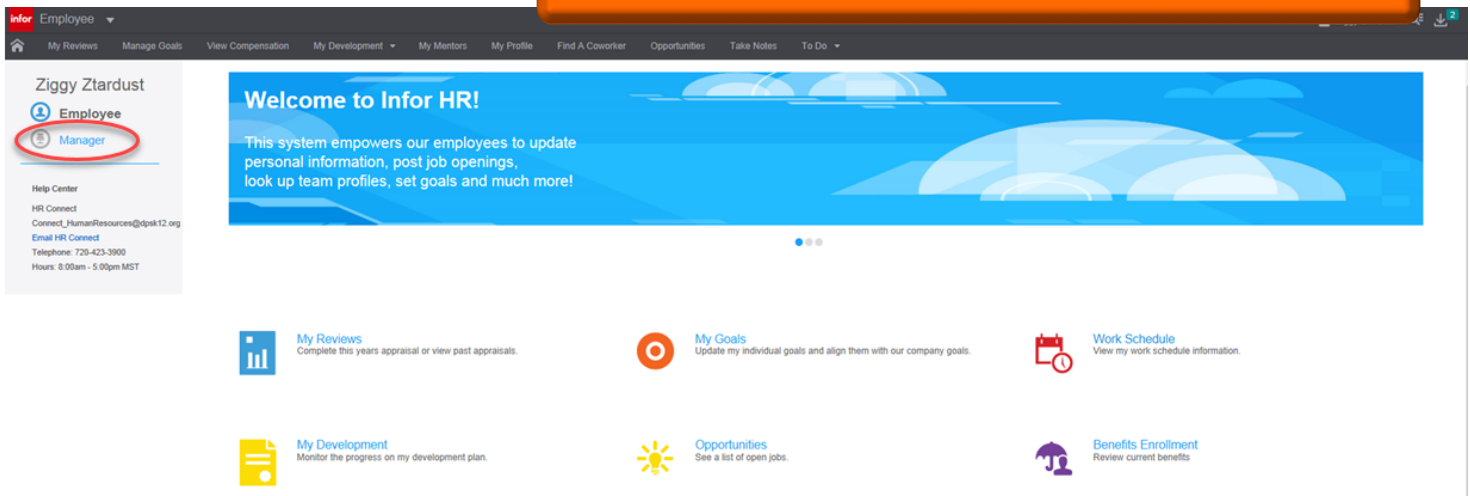 infor Employee
2
My Reviews Manage Goals View Compensation My Development My Mentors My Profile Find A Coworker Opportunities Take Notes To Do
Ziggy Ztardust
Employee
Manager
Help Center
HR Connect
Connect_HumanResources@dpsk12.org
Email HR Connect
Telephone: 720-423-3900
Hours: 8:00am - 5:00pm MST
Welcome to Infor HR!
This system empowers our employees to update
personal information, post job openings,
look up team profiles, set goals and much more!
My Reviews
Complete this years appraisal or view past appraisals.
My Goals
Update my individual goals and align them with our company goals.
Work Schedule
View my work schedule information.
My Development
Monitor the progress on my development plan.
Opportunities
See a list of open jobs.
Benefits Enrollment
Review current benefits